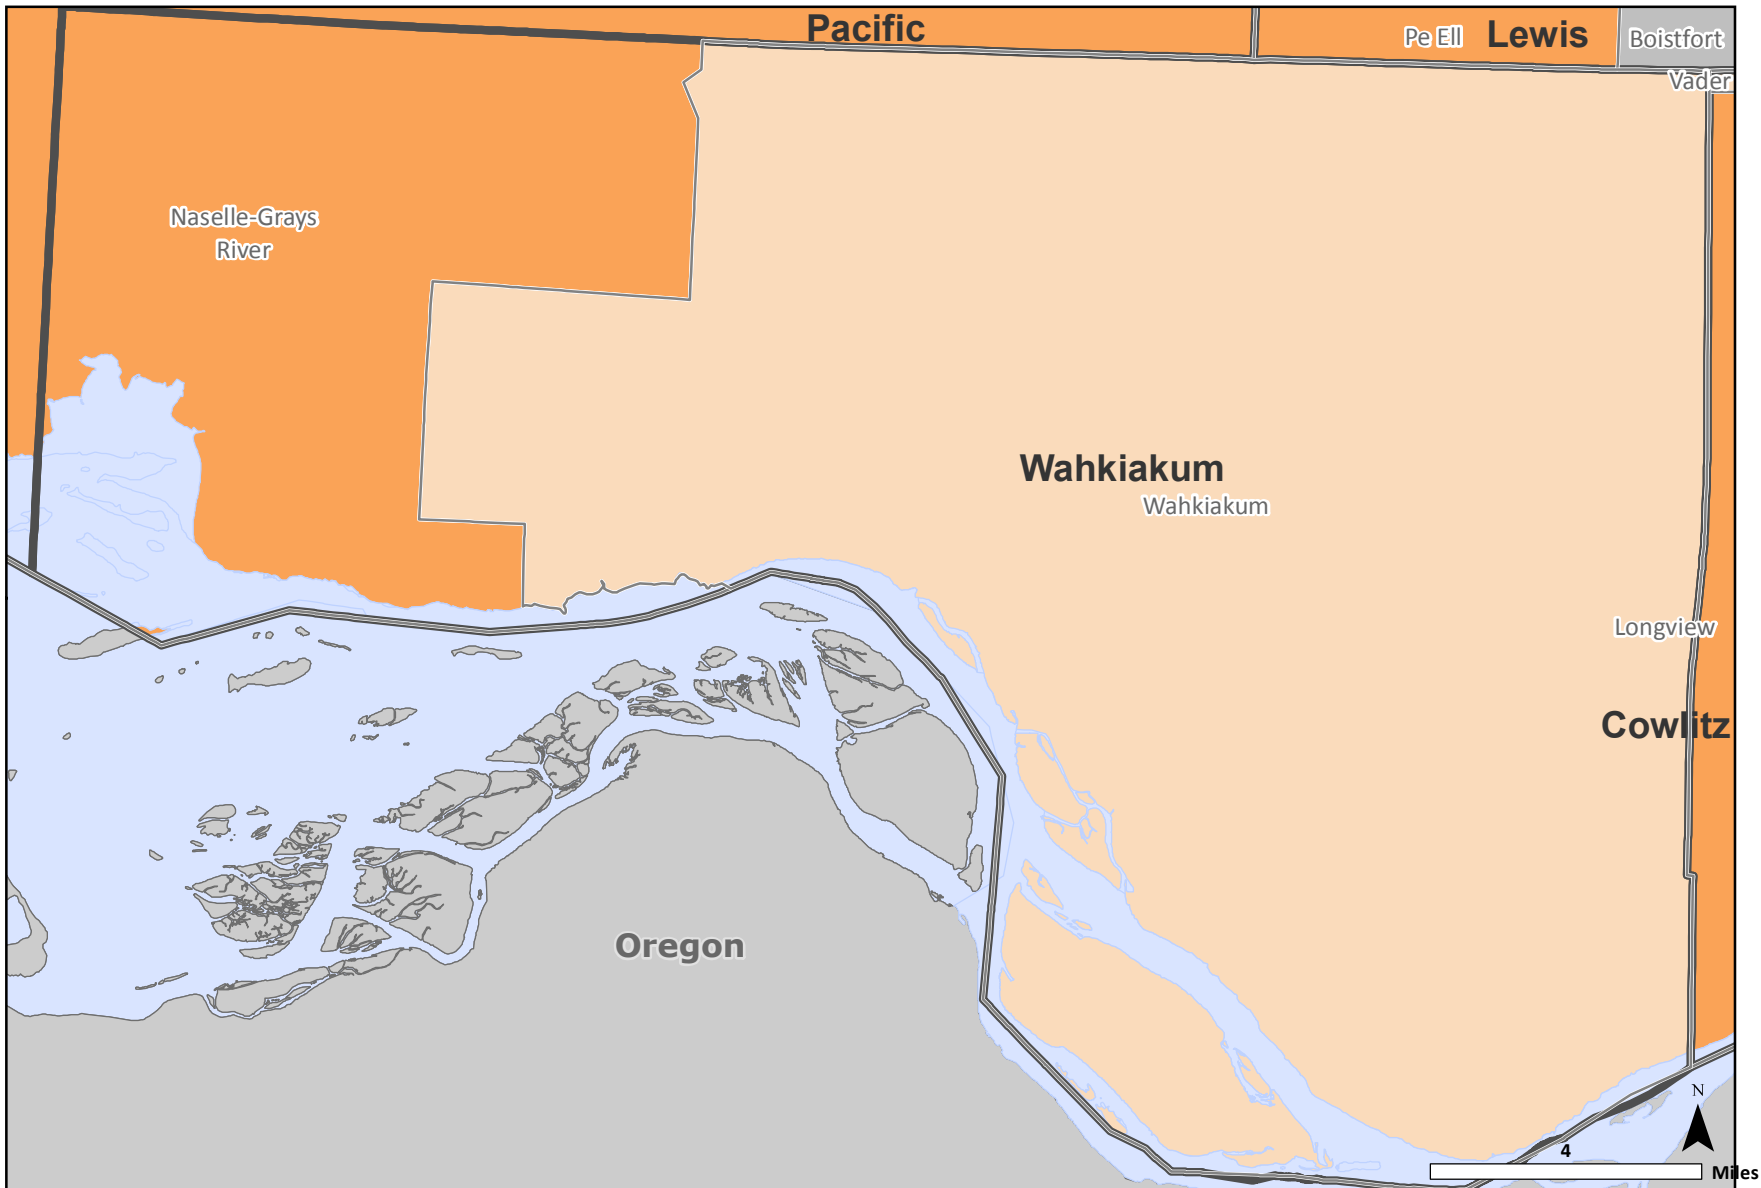 Pacific
Pe Ell
Lewis
Boistfort
Vader
Naselle-Grays
River
Wahkiakum
Wahkiakum
Longview
Cowlitz
Oregon
N
4
Miles